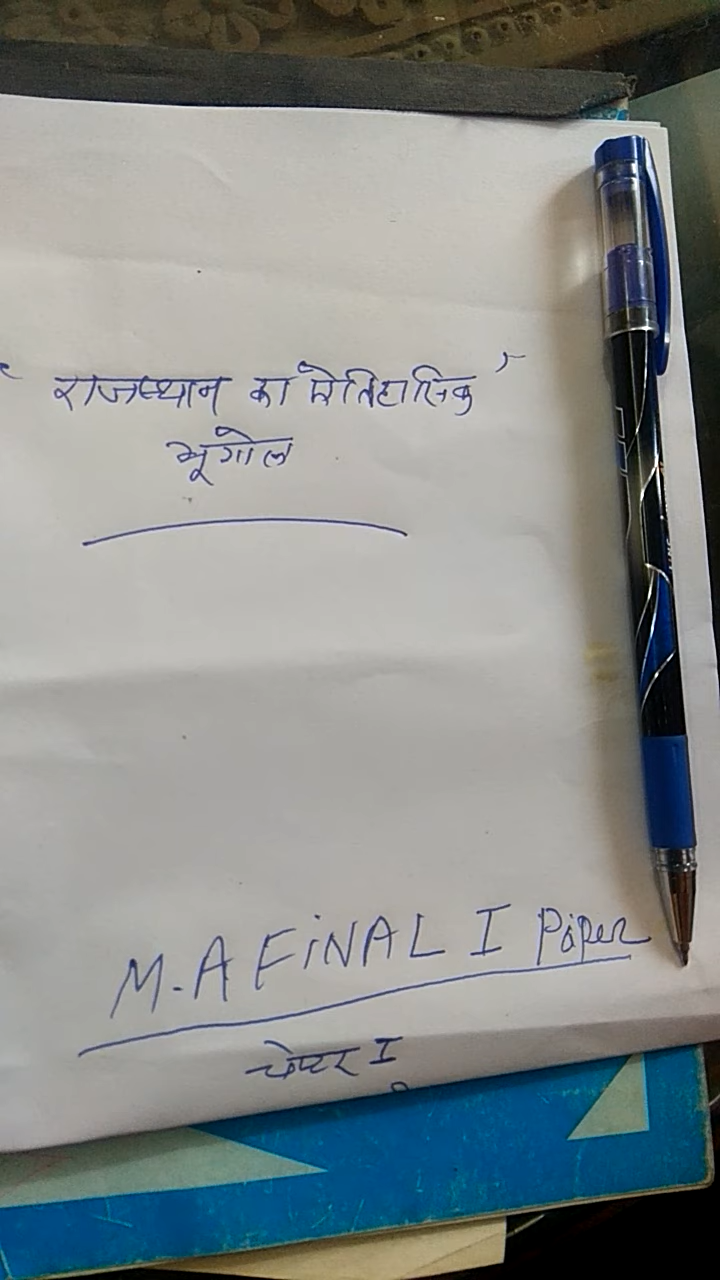 ' राजस्थान का ऐतिहासिक '
भूगोल
M.A FiNAL I Paper
चेप्टर I